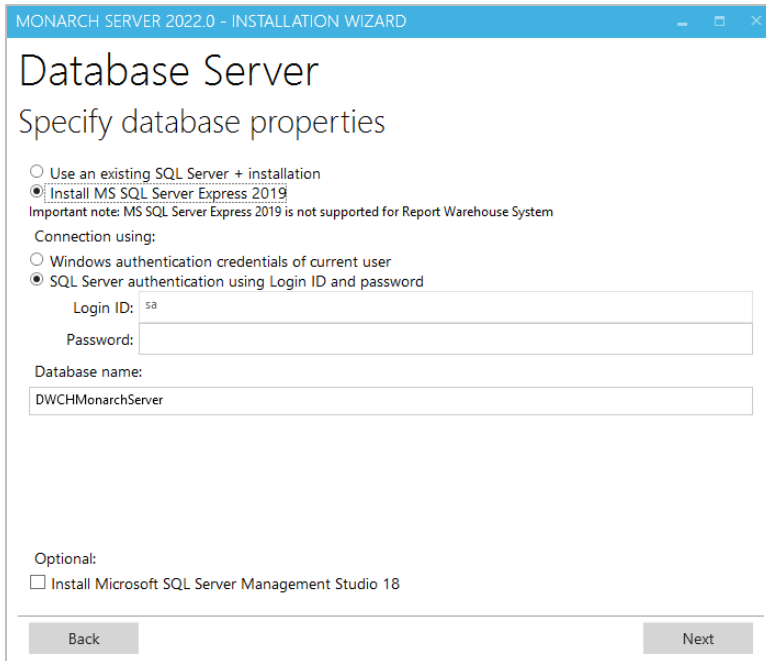 MONARCH SERVER 2022.0 - INSTALLATION WIZARD
Database Server
Specify database properties
Use an existing SQL Server + installation
Install MS SQL Server Express 2019
Important note: MS SQL Server Express 2019 is not supported for Report Warehouse System
Connection using:
Windows authentication credentials of current user
SQL Server authentication using Login ID and password
Login ID: sa
Password:
Database name:
DWCHMonarchServer
Optional:
Install Microsoft SQL Server Management Studio 18
Back Next